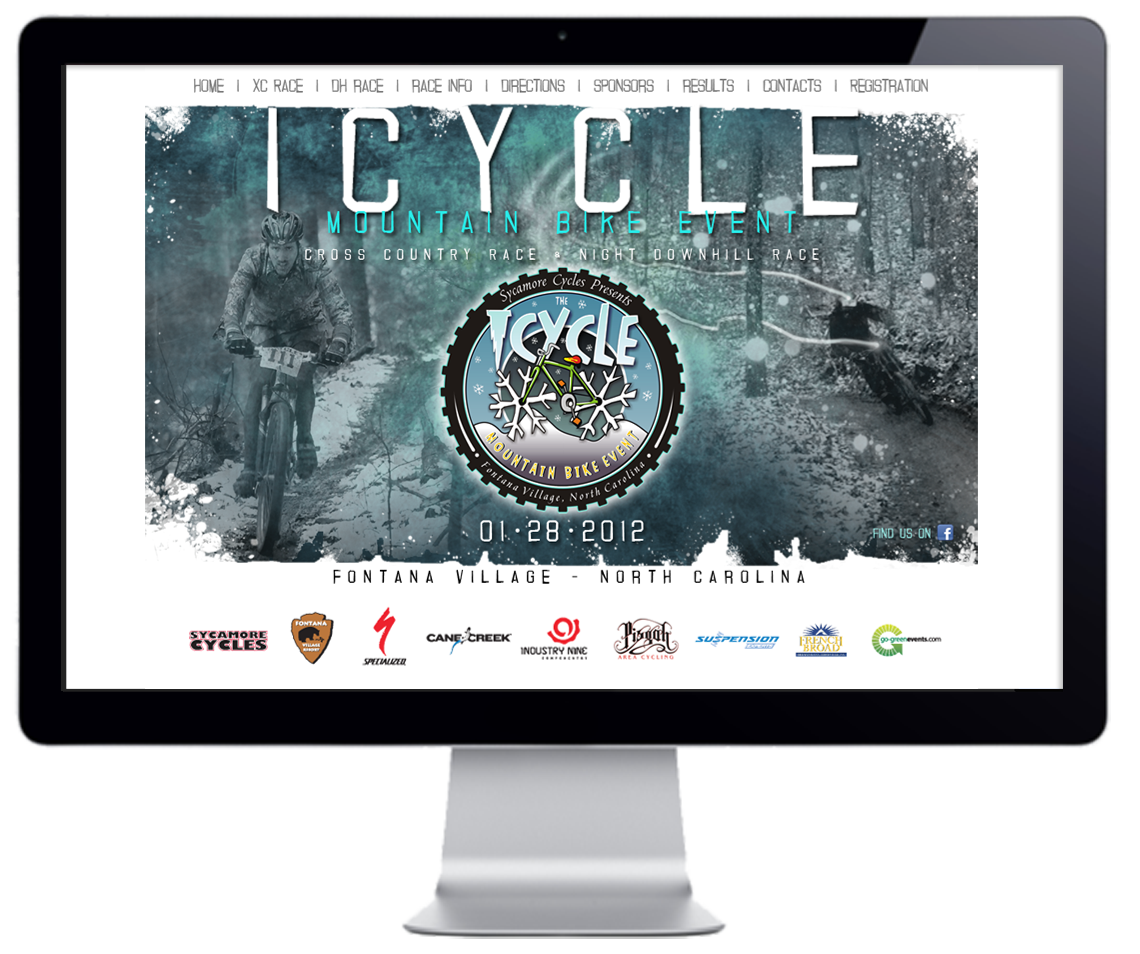 HOME | XC RACE | DH RACE | RACE INFO | DIRECTIONS | SPONSORS | RESULTS | CONTACTS | REGISTRATION
ICYCLE
MOUNTAIN BIKE EVENT
CROSS COUNTRY RACE & NIGHT DOWNHILL RACE
Sycamore Cycles Presents
THE
ICYCLE
MOUNTAIN BIKE EVENT
• Fontana Village, North Carolina •
111
01·28·2012
FIND US ON f
FONTANA VILLAGE - NORTH CAROLINA
SYCAMORE
CYCLES
FONTANA
VILLAGE
RESORT
SPECIALIZED
CANE CREEK
INDUSTRY NINE
COMPONENTRY
Pisgah
AREA CYCLING
SUSPENSION
FRENCH
BROAD
go-greenevents.com